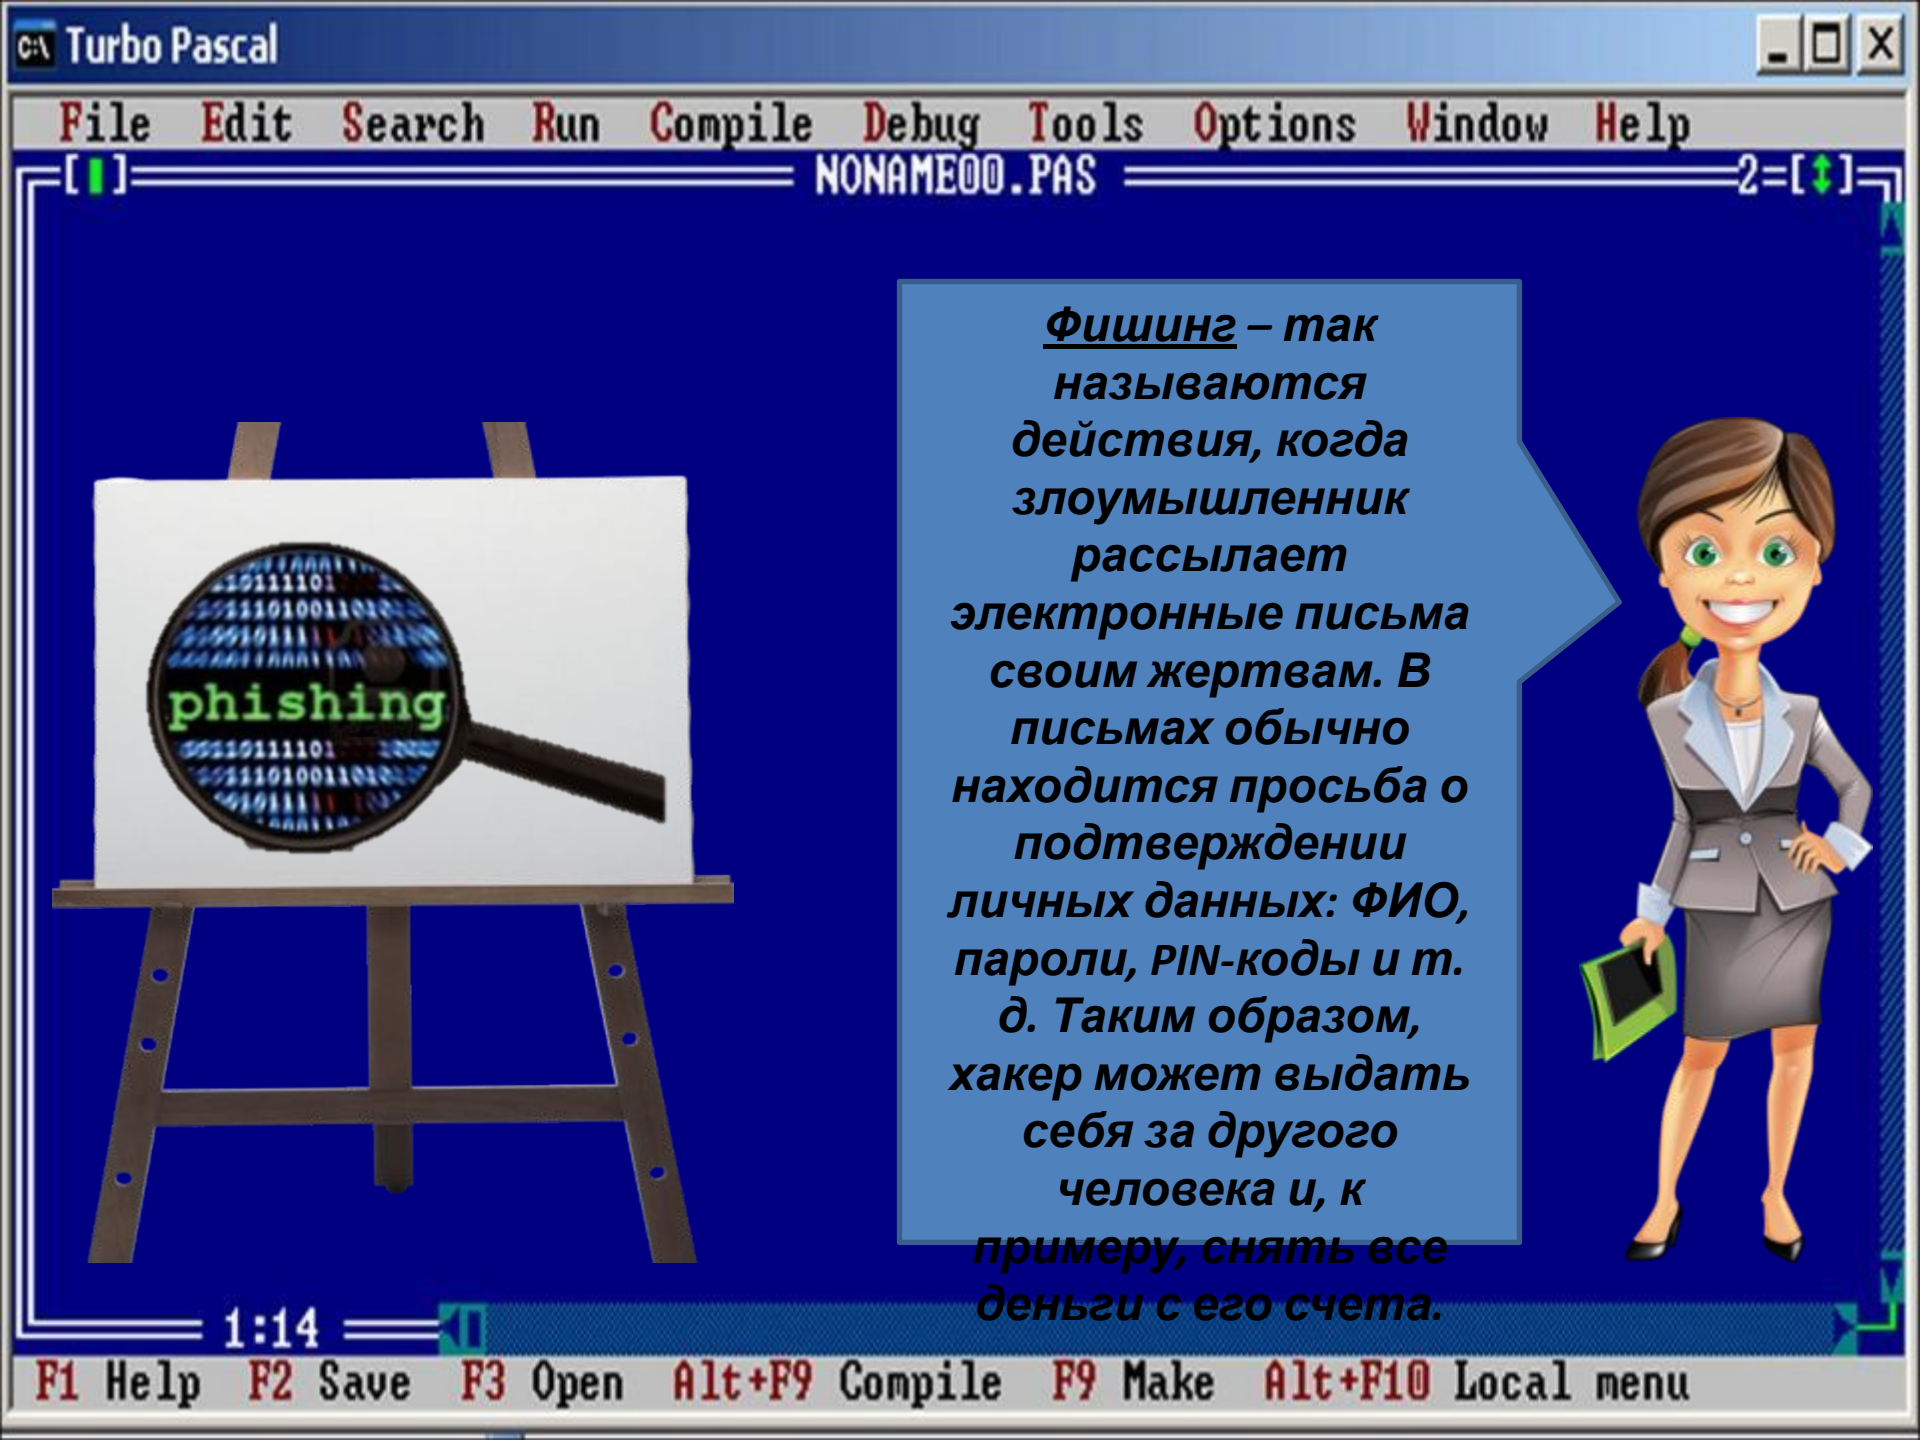 Turbo Pascal
File Edit Search Run Compile Debug Tools Options Window Help
NONAME00.PAS
2
Фишинг – так
называются
действия, когда
злоумышленник
рассылает
электронные письма
своим жертвам. В
письмах обычно
находится просьба о
подтверждении
личных данных: ФИО,
пароли, PIN-коды и т.
д. Таким образом,
хакер может выдать
себя за другого
человека и, к
примеру, снять все
деньги с его счета.
phishing
1:14
F1 Help F2 Save F3 Open Alt+F9 Compile F9 Make Alt+F10 Local menu